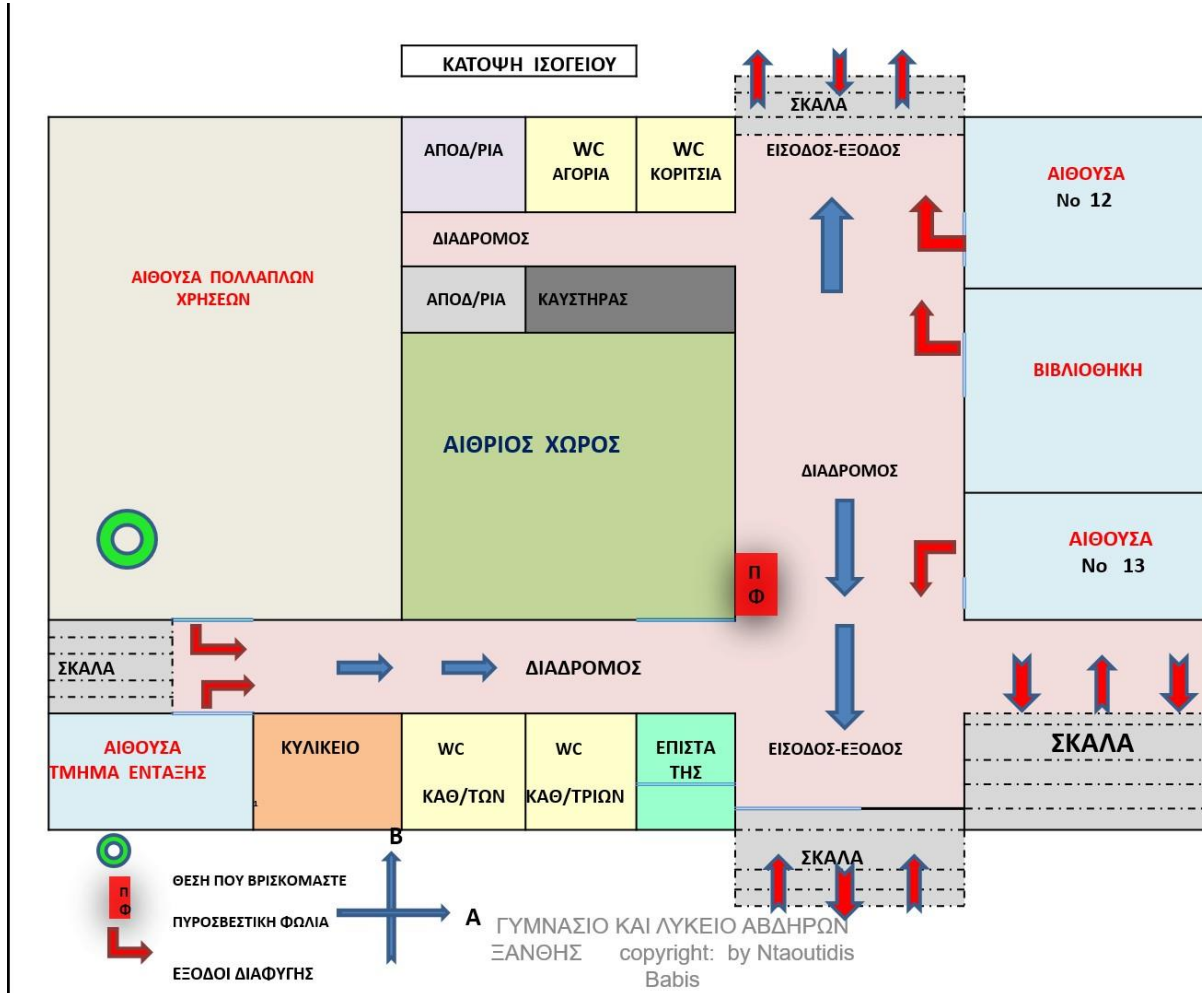 ΚΑΤΟΨΗ ΙΣΟΓΕΙΟΥ
ΣΚΑΛΑ
ΑΠΟΔ/ΡΙΑ
WC
ΑΓΟΡΙΑ
WC
ΚΟΡΙΤΣΙΑ
ΕΙΣΟΔΟΣ-ΕΞΟΔΟΣ
ΑΙΘΟΥΣΑ
Νο 12
ΔΙΑΔΡΟΜΟΣ
ΑΙΘΟΥΣΑ ΠΟΛΛΑΠΛΩΝ
ΧΡΗΣΕΩΝ
ΑΠΟΔ/ΡΙΑ
ΚΑΥΣΤΗΡΑΣ
ΒΙΒΛΙΟΘΗΚΗ
ΑΙΘΡΙΟΣ ΧΩΡΟΣ
ΔΙΑΔΡΟΜΟΣ
ΑΙΘΟΥΣΑ
Νο 13
Π
Φ
ΣΚΑΛΑ
ΔΙΑΔΡΟΜΟΣ
ΑΙΘΟΥΣΑ
ΤΜΗΜΑ ΕΝΤΑΞΗΣ
ΚΥΛΙΚΕΙΟ
WC
ΚΑΘ/ΤΩΝ
WC
ΚΑΘ/ΤΡΙΩΝ
ΕΠΙΣΤΑ
ΤΗΣ
ΕΙΣΟΔΟΣ-ΕΞΟΔΟΣ
ΣΚΑΛΑ
1
ΣΚΑΛΑ
Β
Α
ΘΕΣΗ ΠΟΥ ΒΡΙΣΚΟΜΑΣΤΕ
Π
Φ
ΠΥΡΟΣΒΕΣΤΙΚΗ ΦΩΛΙΑ
ΕΞΟΔΟΙ ΔΙΑΦΥΓΗΣ
ΓΥΜΝΑΣΙΟ ΚΑΙ ΛΥΚΕΙΟ ΑΒΔΗΡΩΝ
ΞΑΝΘΗΣ copyright: by Ntaoutidis
Babis